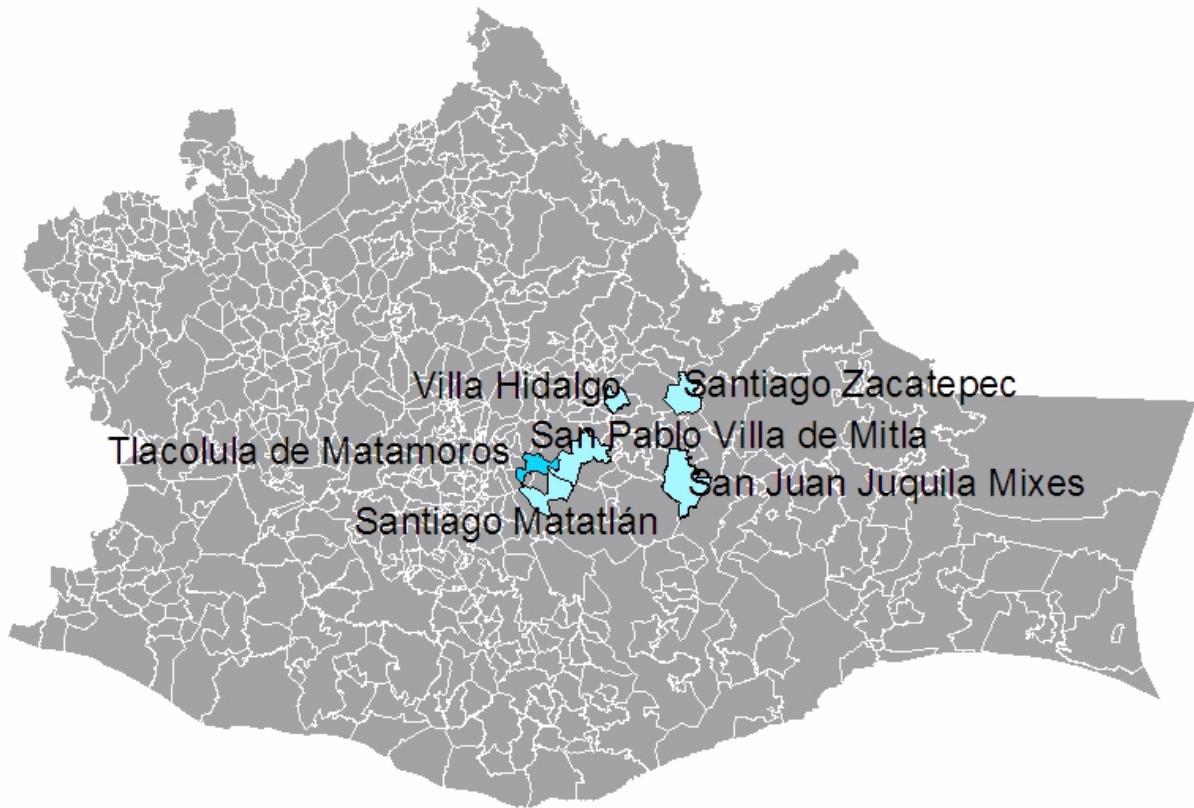 Villa Hidalgo
Santiago Zacatepec
San Pablo Villa de Mitla
Tlacolula de Matamoros
San Juan Juquila Mixes
Santiago Matatlán